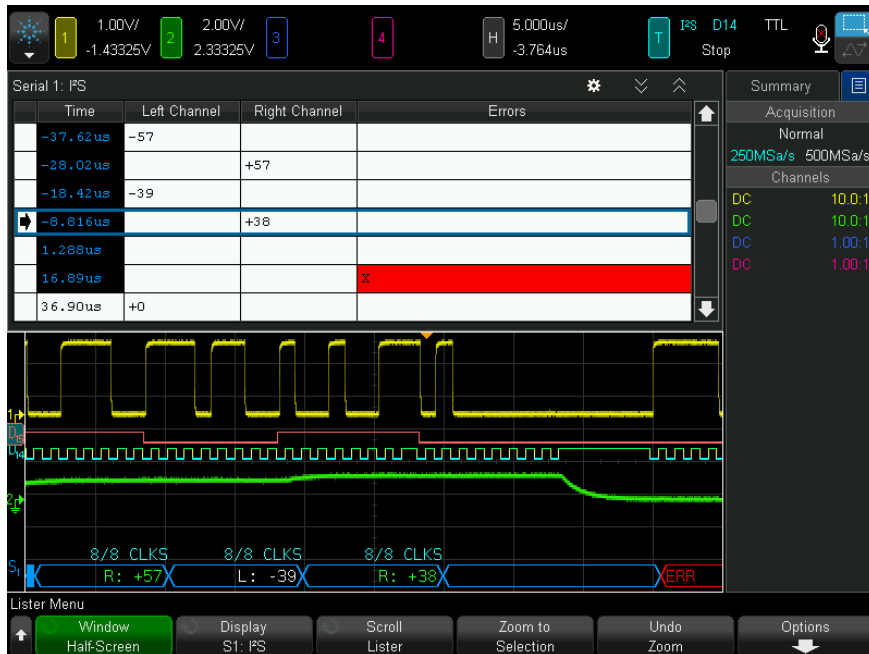 1 1.00V/ 2 2.00V/ 3 4 H 5.000us/ T I²S D14 TTL
-1.43325V 2.33325V -3.764us Stop
Serial 1: I²S
Time Left Channel Right Channel Errors
-37.62us -57
-28.02us +57
-18.42us -39
-8.816us +38
1.288us
16.89us X
36.90us +0
Summary
Acquisition
Normal
250MSa/s 500MSa/s
Channels
DC 10.0:1
DC 10.0:1
DC 1.00:1
DC 1.00:1
1
D15
D14
2
8/8 CLKS 8/8 CLKS 8/8 CLKS
S1 R: +57 L: -39 R: +38 ERR
Lister Menu
Window Display Scroll Zoom to Undo Options
Half-Screen S1: I²S Lister Selection Zoom